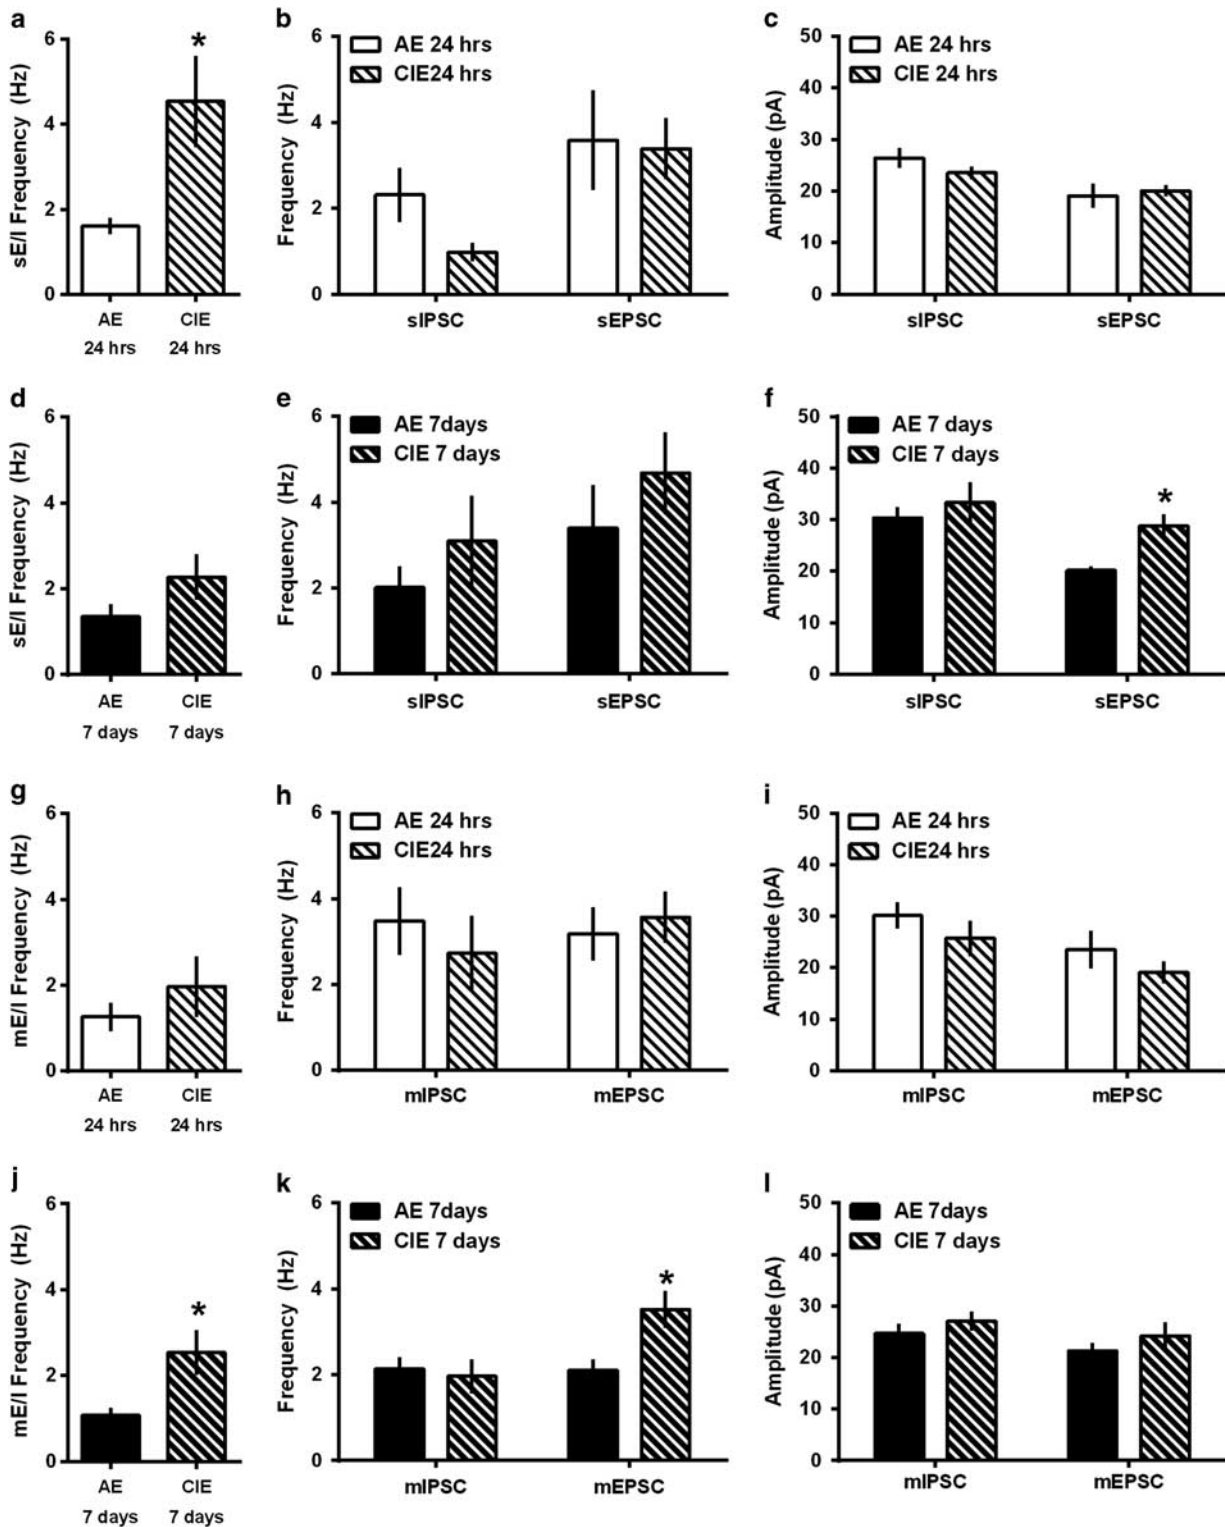 a
sE/I Frequency (Hz)
6
4
2
0
*
AE
24 hrs
CIE
24 hrs
b
Frequency (Hz)
6
4
2
0
AE 24 hrs
CIE24 hrs
sIPSC
sEPSC
c
Amplitude (pA)
50
40
30
20
10
0
AE 24 hrs
CIE 24 hrs
sIPSC
sEPSC
d
sE/I Frequency (Hz)
6
4
2
0
AE
7 days
CIE
7 days
e
Frequency (Hz)
6
4
2
0
AE 7days
CIE 7 days
sIPSC
sEPSC
f
Amplitude (pA)
50
40
30
20
10
0
AE 7 days
CIE 7 days
*
sIPSC
sEPSC
g
mE/I Frequency (Hz)
6
4
2
0
AE
24 hrs
CIE
24 hrs
h
Frequency (Hz)
6
4
2
0
AE 24 hrs
CIE24 hrs
mIPSC
mEPSC
i
Amplitude (pA)
50
40
30
20
10
0
AE 24 hrs
CIE24 hrs
mIPSC
mEPSC
j
mE/I Frequency (Hz)
6
4
2
0
*
AE
7 days
CIE
7 days
k
Frequency (Hz)
6
4
2
0
AE 7days
CIE 7 days
*
mIPSC
mEPSC
l
Amplitude (pA)
50
40
30
20
10
0
AE 7days
CIE 7 days
mIPSC
mEPSC